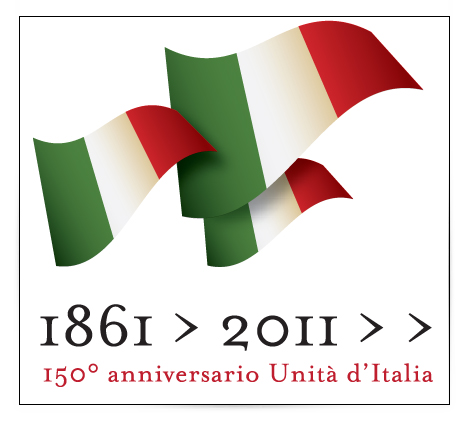 1861 > 2011 > >
150° anniversario Unità d'Italia